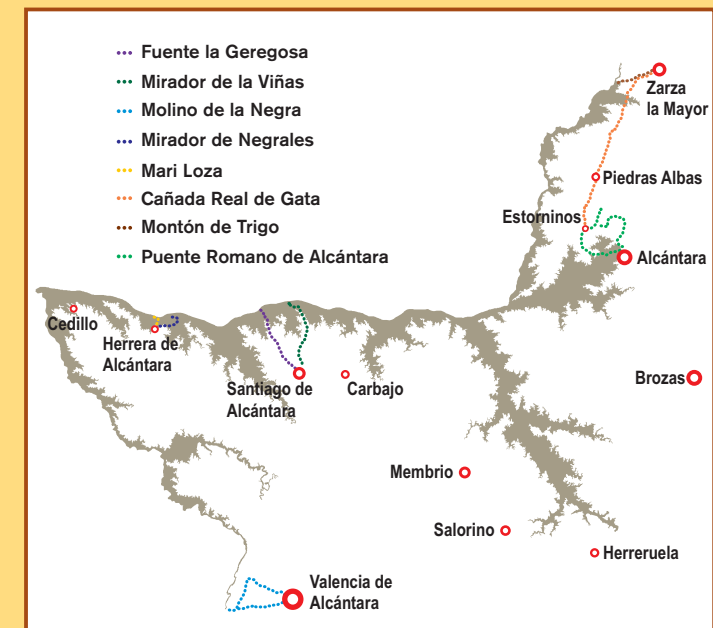 Fuente la Geregosa
Mirador de la Viñas
Molino de la Negra
Mirador de Negrales
Mari Loza
Cañada Real de Gata
Montón de Trigo
Puente Romano de Alcántara
Zarza
la Mayor
Piedras Albas
Estorninos
Alcántara
Cedillo
Herrera de
Alcántara
Santiago de
Alcántara
Carbajo
Brozas
Membrio
Salorino
Herreruela
Valencia de
Alcántara